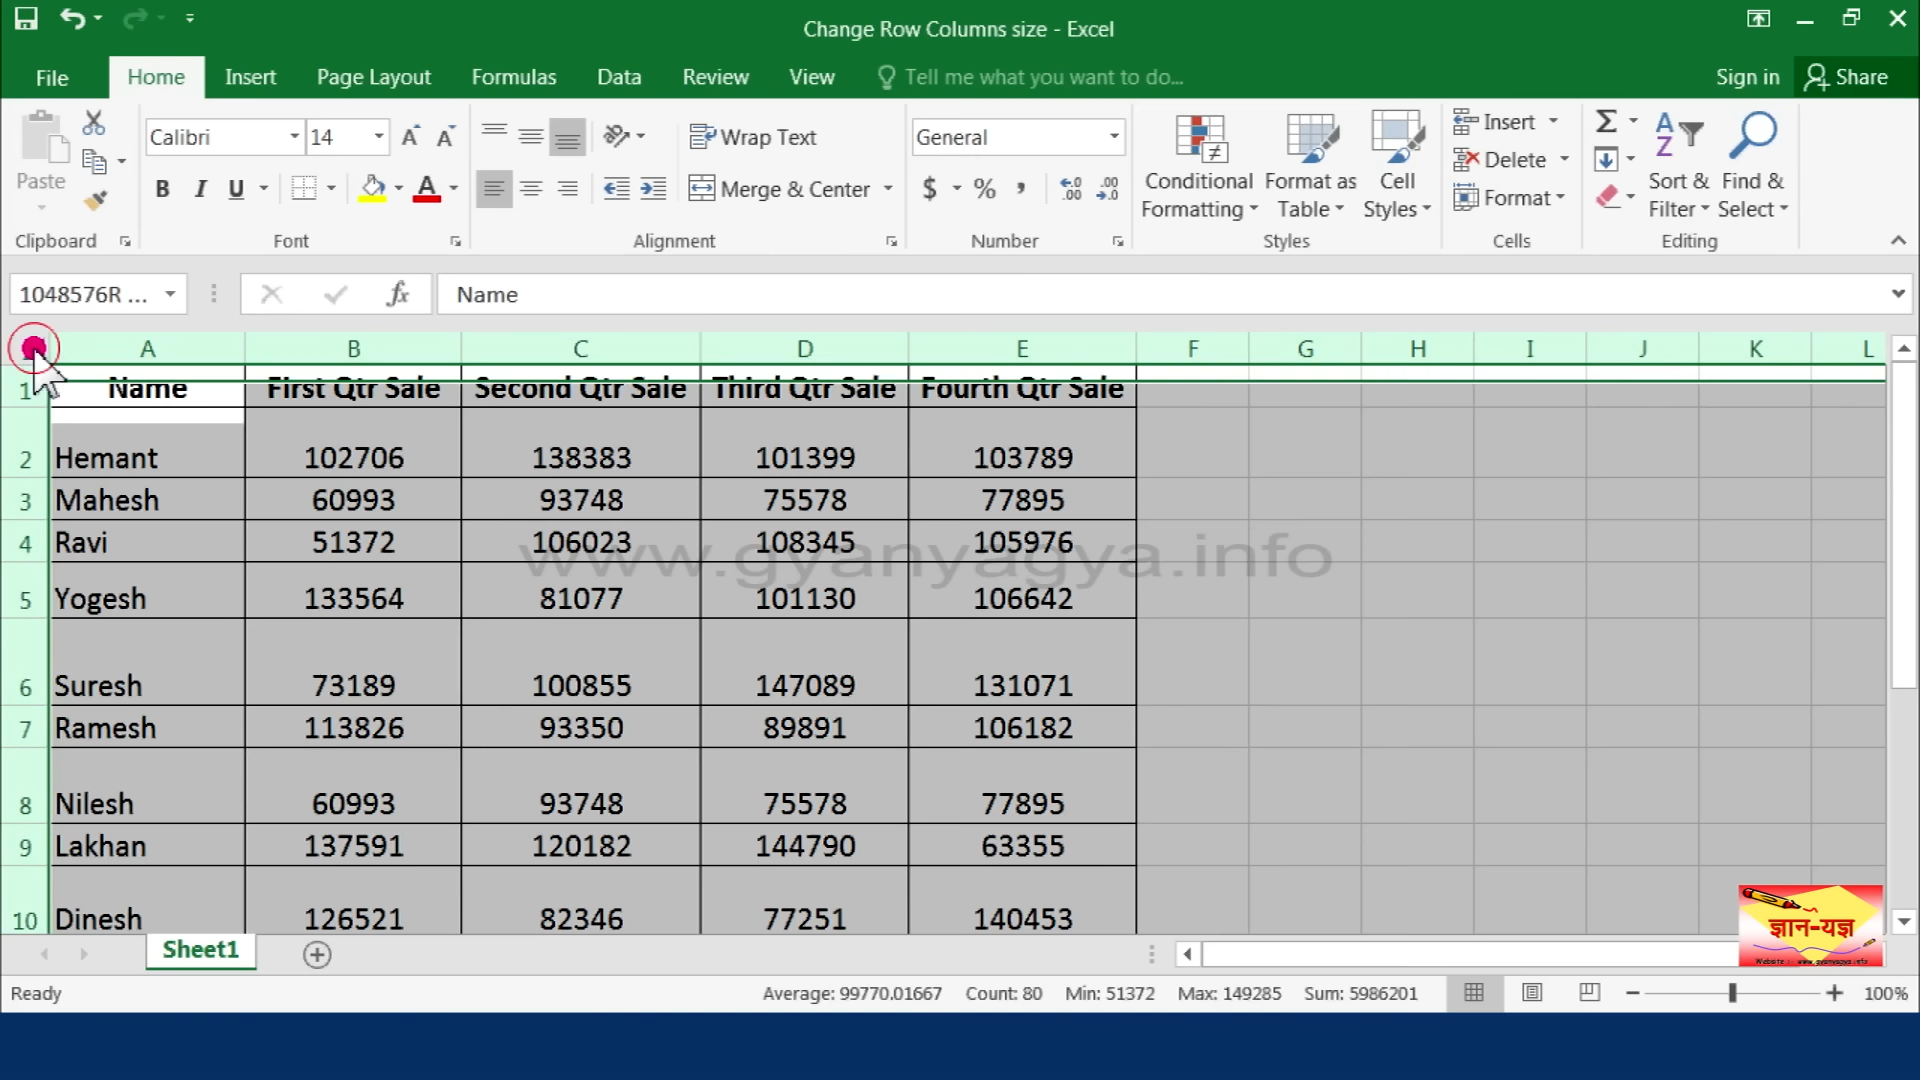 Change Row Columns size - Excel
File Home Insert Page Layout Formulas Data Review View Tell me what you want to do... Sign in Share
Calibri 14 Wrap Text General Insert
Paste B I U Merge & Center $ % , Conditional Formatting Format as Table Cell Styles Delete Format Sort & Filter Find & Select
Clipboard Font Alignment Number Styles Cells Editing
1048576R ... fx Name
A B C D E F G H I J K L
1 Name First Qtr Sale Second Qtr Sale Third Qtr Sale Fourth Qtr Sale
2 Hemant 102706 138383 101399 103789
3 Mahesh 60993 93748 75578 77895
4 Ravi 51372 106023 108345 105976
www.gyanyagya.info
5 Yogesh 133564 81077 101130 106642
6 Suresh 73189 100855 147089 131071
7 Ramesh 113826 93350 89891 106182
8 Nilesh 60993 93748 75578 77895
9 Lakhan 137591 120182 144790 63355
10 Dinesh 126521 82346 77251 140453
ज्ञान-यज्ञ
Website :- www.gyanyagya.info
Sheet1
Ready Average: 99770.01667 Count: 80 Min: 51372 Max: 149285 Sum: 5986201 100%